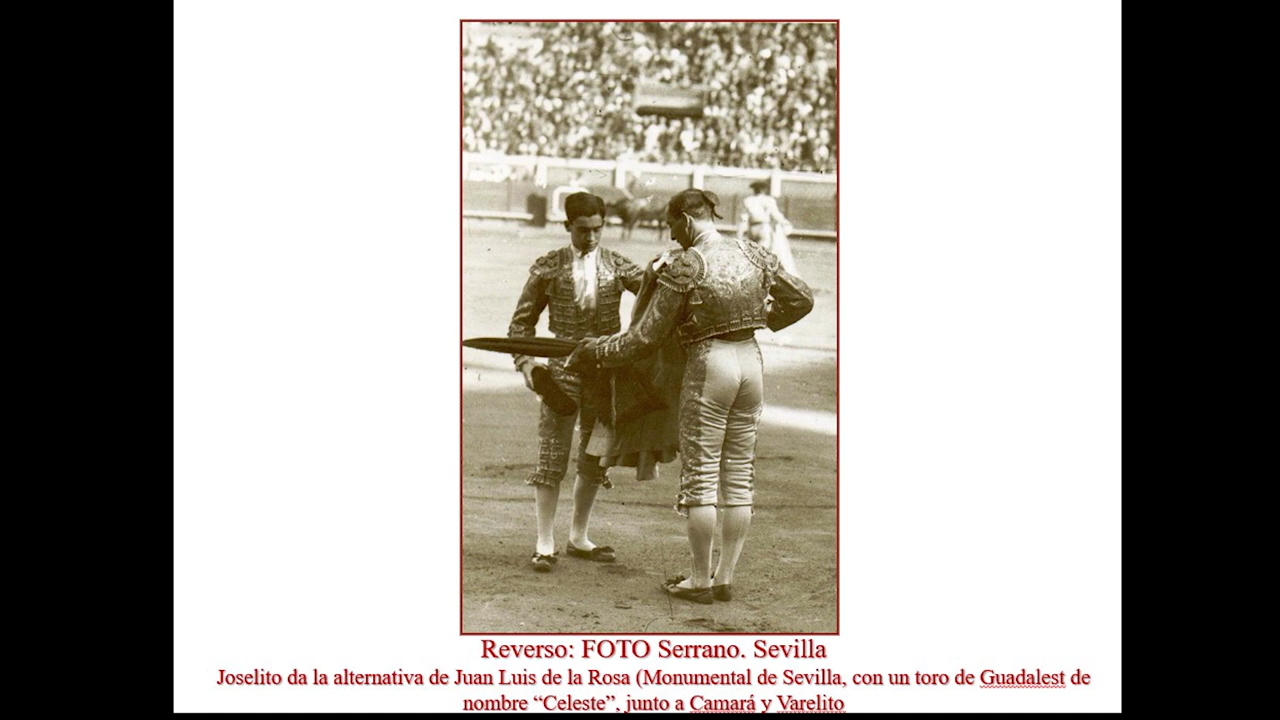 Reverso: FOTO Serrano. Sevilla
Joselito da la alternativa de Juan Luis de la Rosa (Monumental de Sevilla, con un toro de Guadalest de
nombre “Celeste”, junto a Camará y Varelito